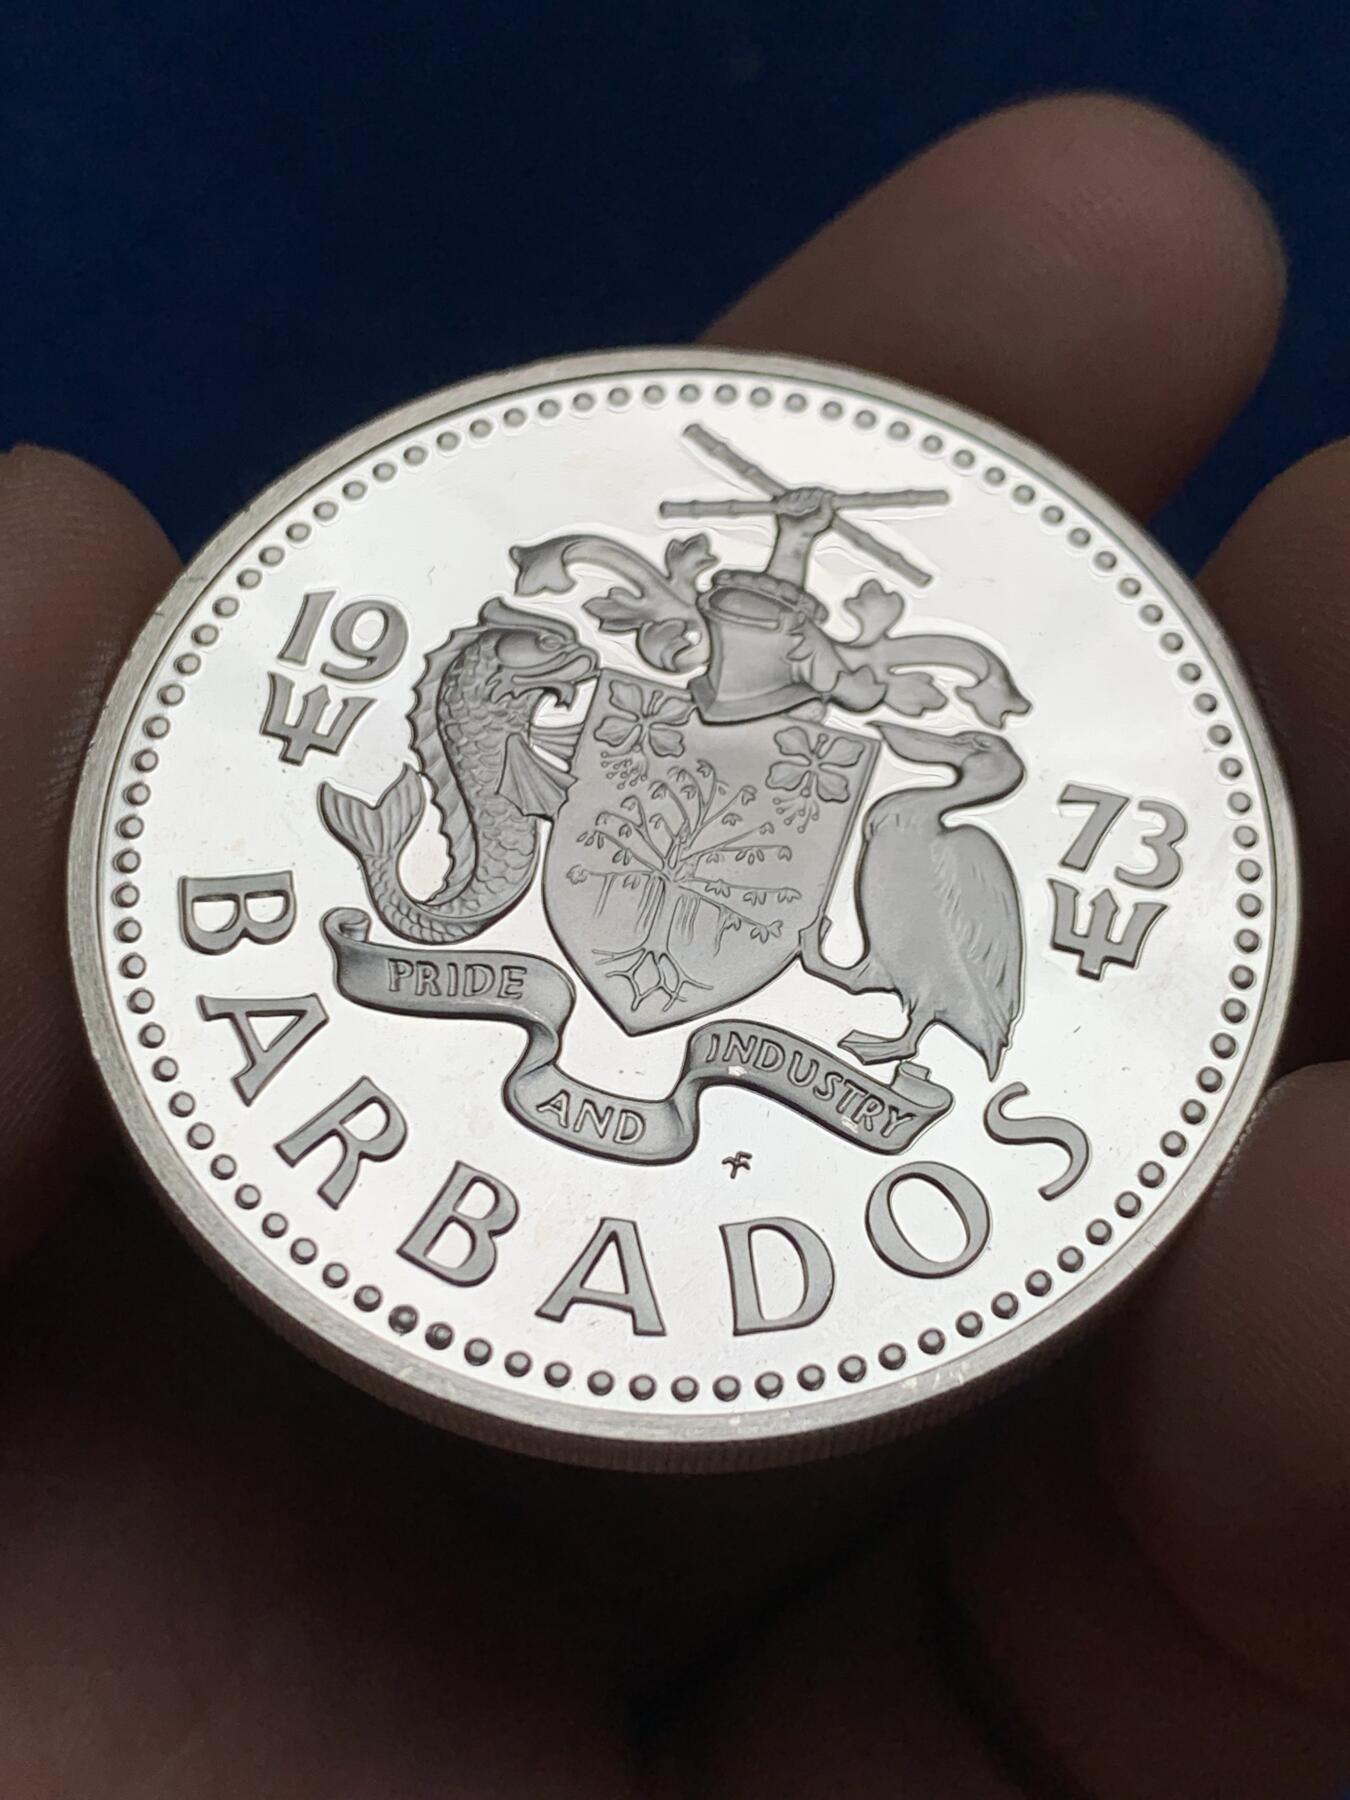 19 73
PRIDE AND INDUSTRY
BARBADOS